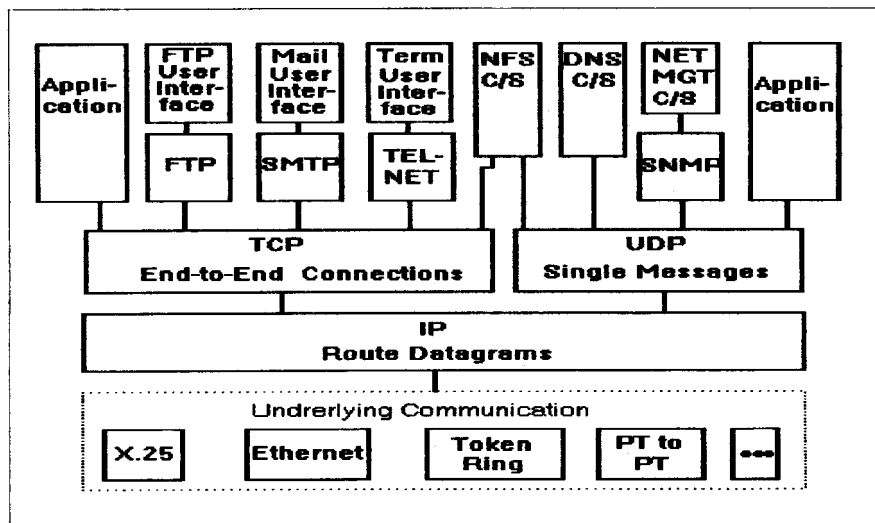 Appli-
cation
FTP
User
Inter-
face
Mail
User
Inter-
face
Term
User
Inter-
face
NFS
C/S
DNS
C/S
NET
MGT
C/S
Appli-
cation
FTP
SMTP
TEL-
NET
SNMP
TCP
End-to-End Connections
UDP
Single Messages
IP
Route Datagrams
Undrerlying Communication
X.25
Ethernet
Token
Ring
PT to
PT
•••